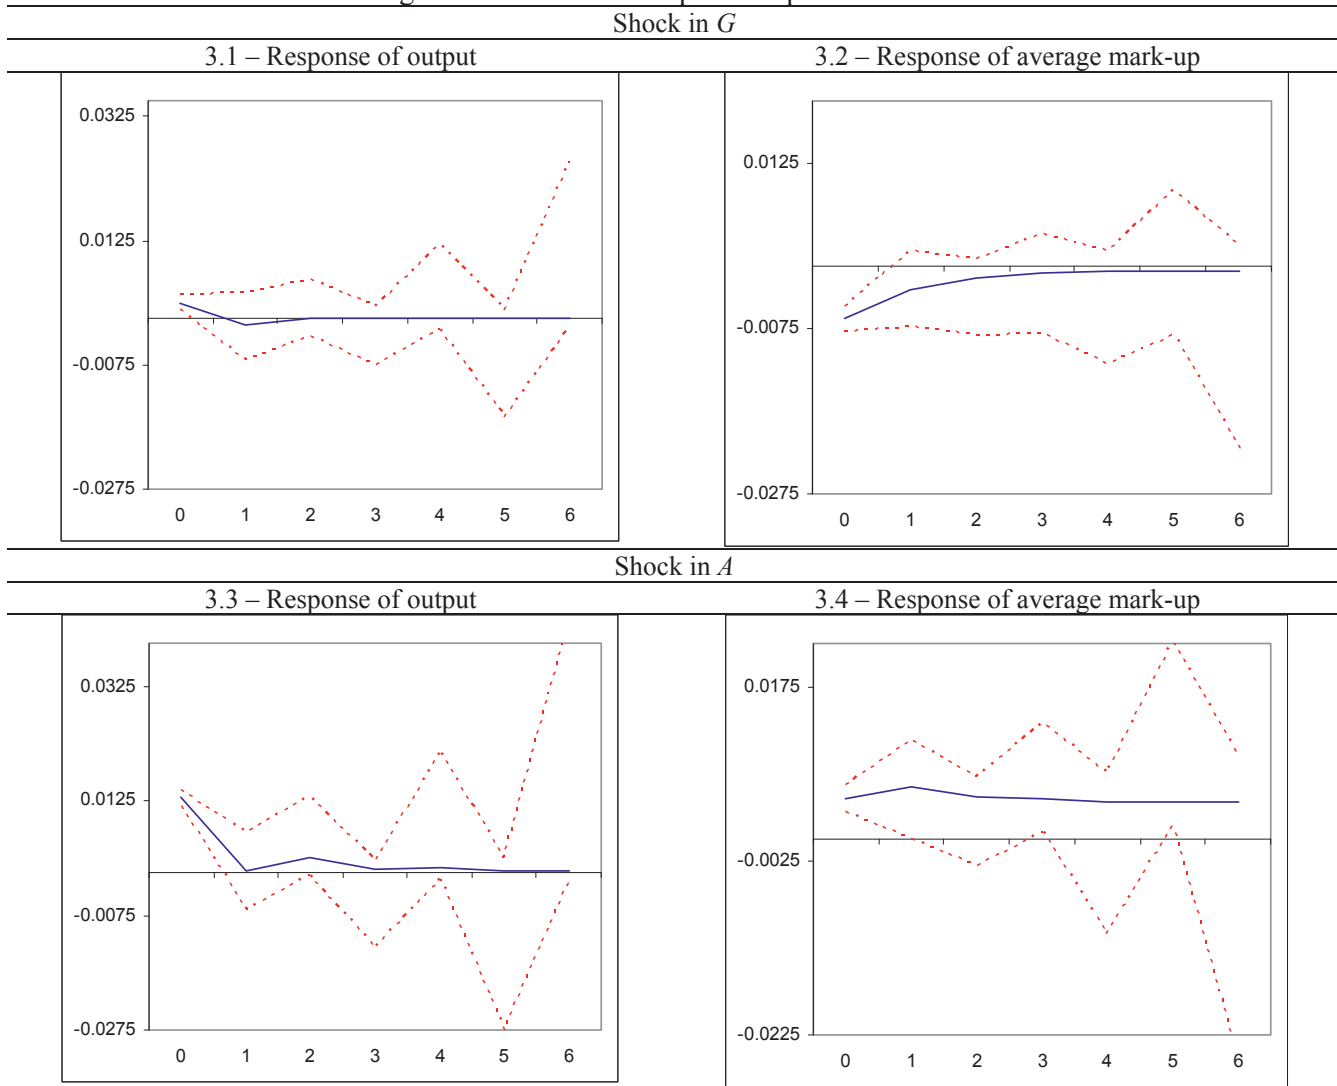 Shock in G
3.1 – Response of output
3.2 – Response of average mark-up
0.0325
0.0125
-0.0075
-0.0275
0 1 2 3 4 5 6
0.0125
-0.0075
-0.0275
0 1 2 3 4 5 6
Shock in A
3.3 – Response of output
3.4 – Response of average mark-up
0.0325
0.0125
-0.0075
-0.0275
0 1 2 3 4 5 6
0.0175
-0.0025
-0.0225
0 1 2 3 4 5 6